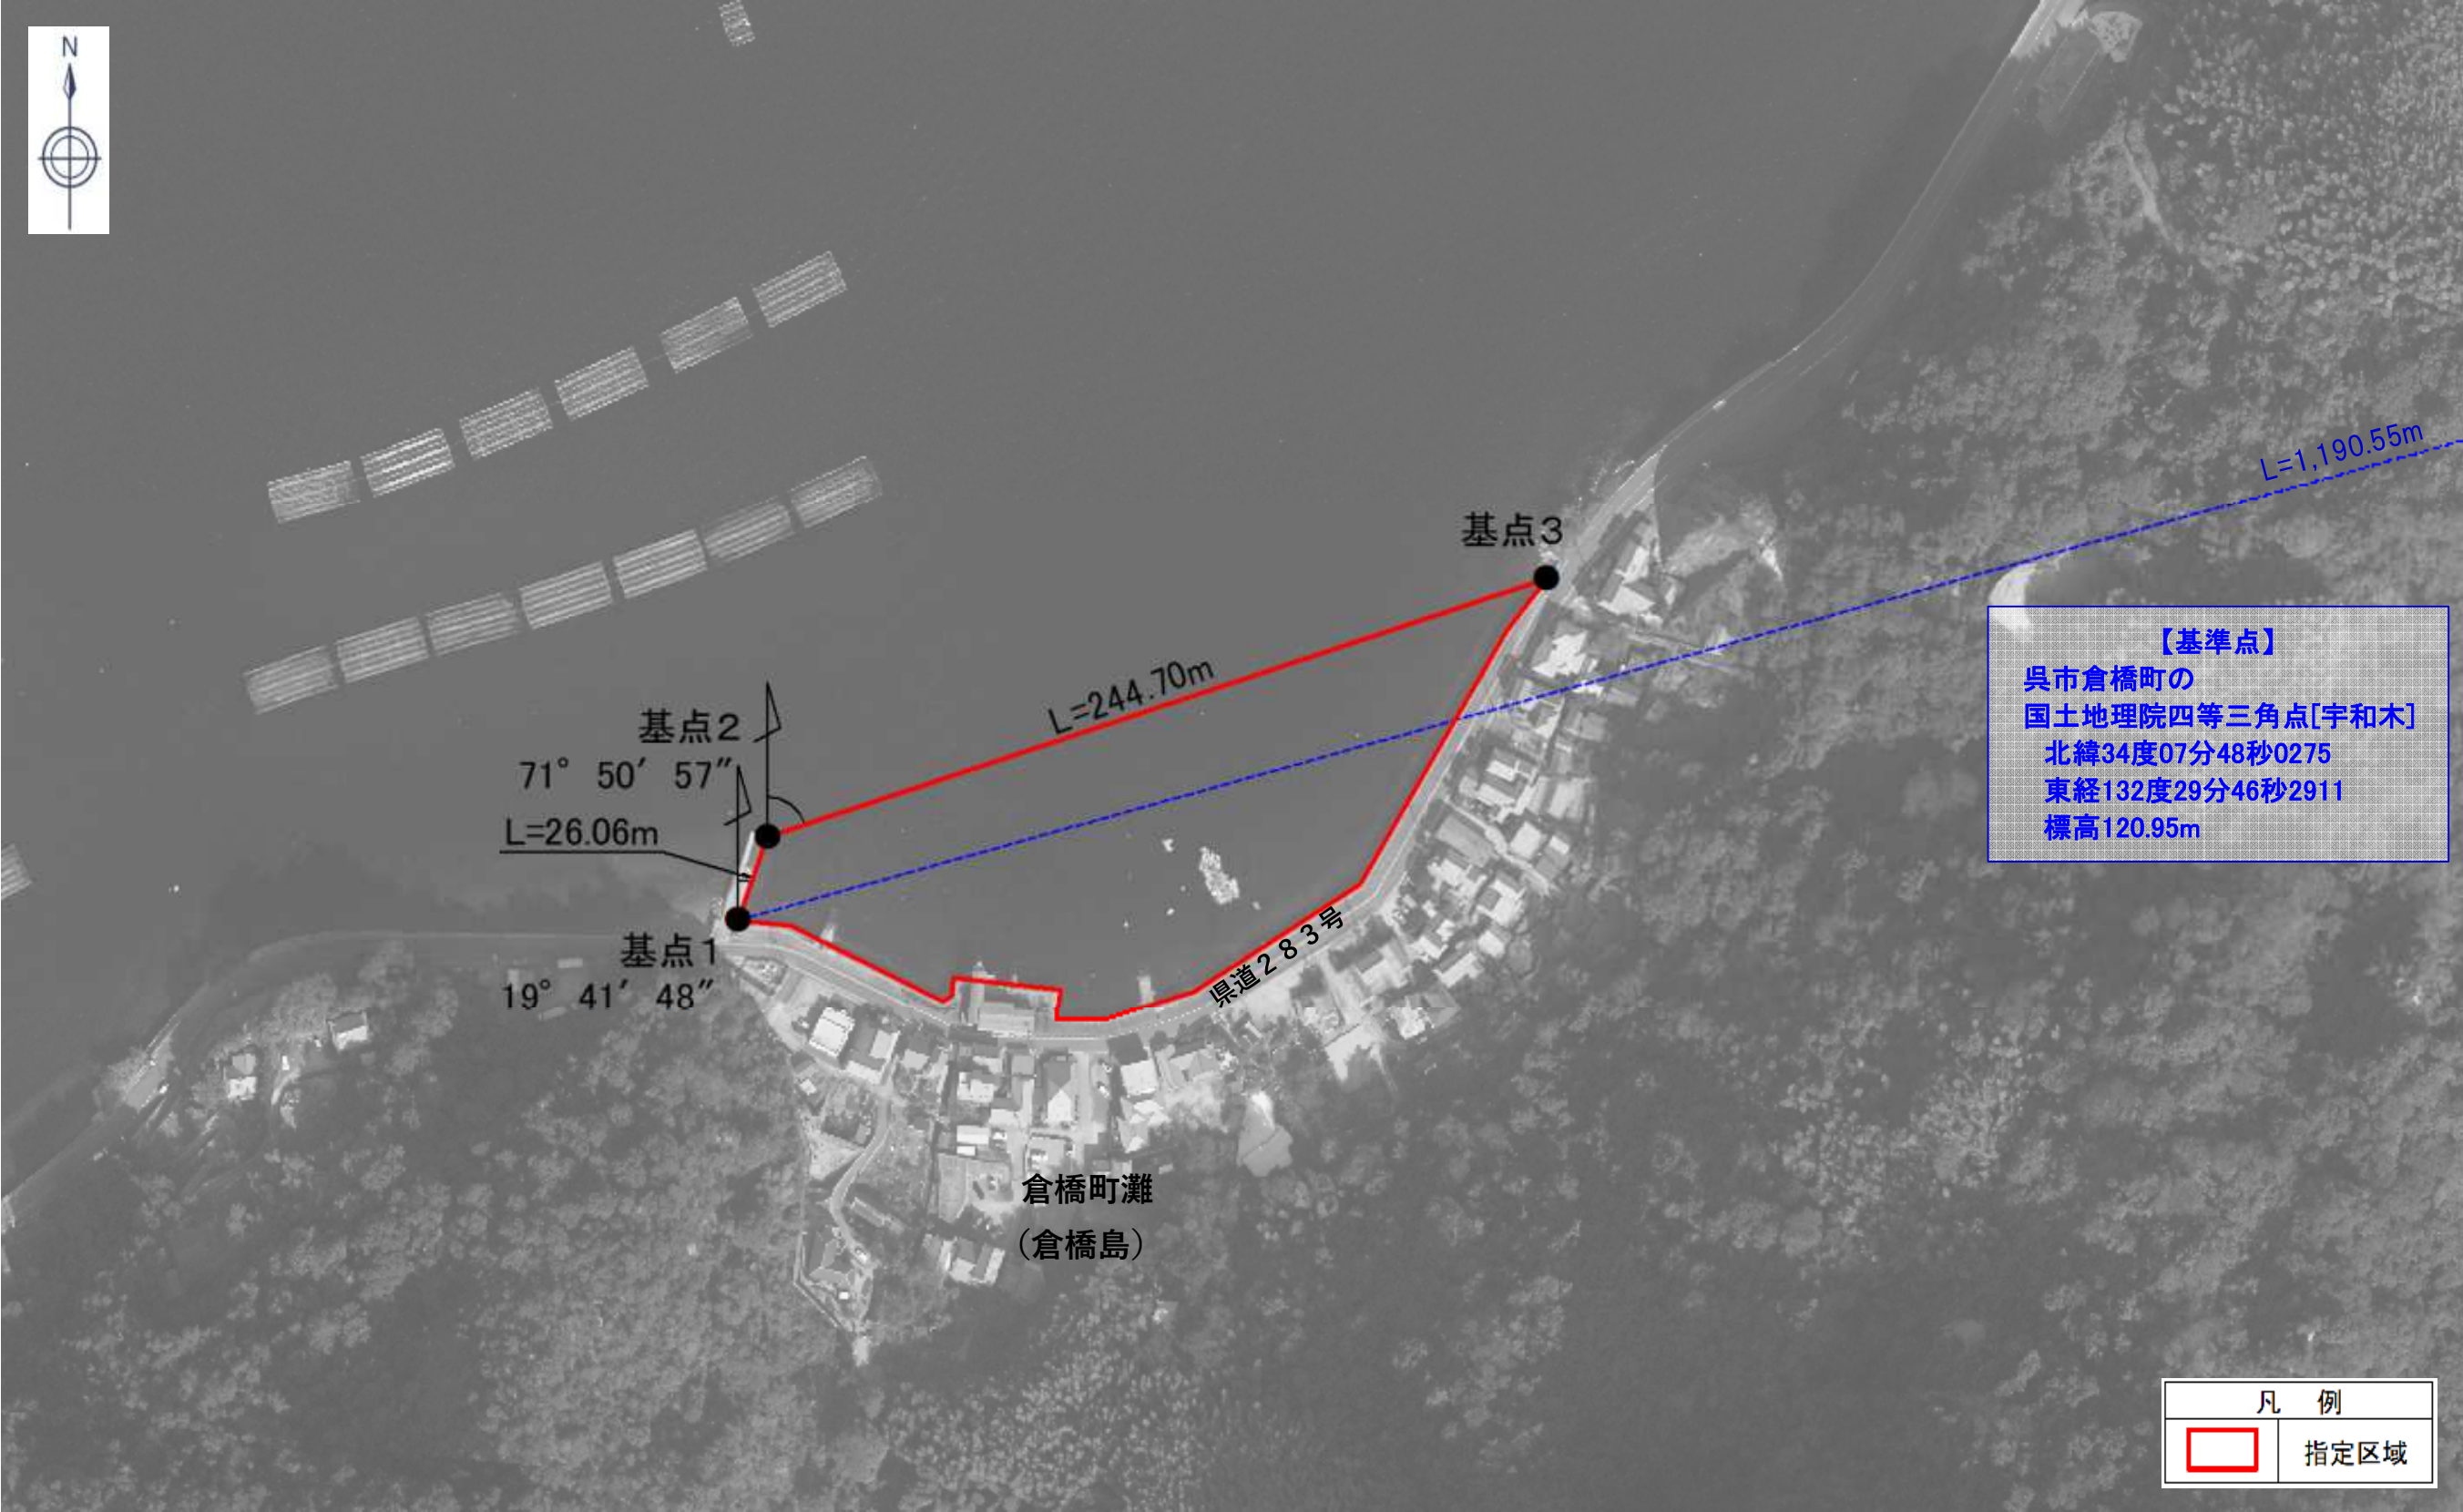 N
L=1,190.55m
基点3
【基準点】
呉市倉橋町の
国土地理院四等三角点[宇和木]
北緯34度07分48秒0275
東経132度29分46秒2911
標高120.95m
L=244.70m
基点2
71° 50′ 57″
L=26.06m
基点1
19° 41′ 48″
県道283号
倉橋町灘
(倉橋島)
凡 例
指定区域